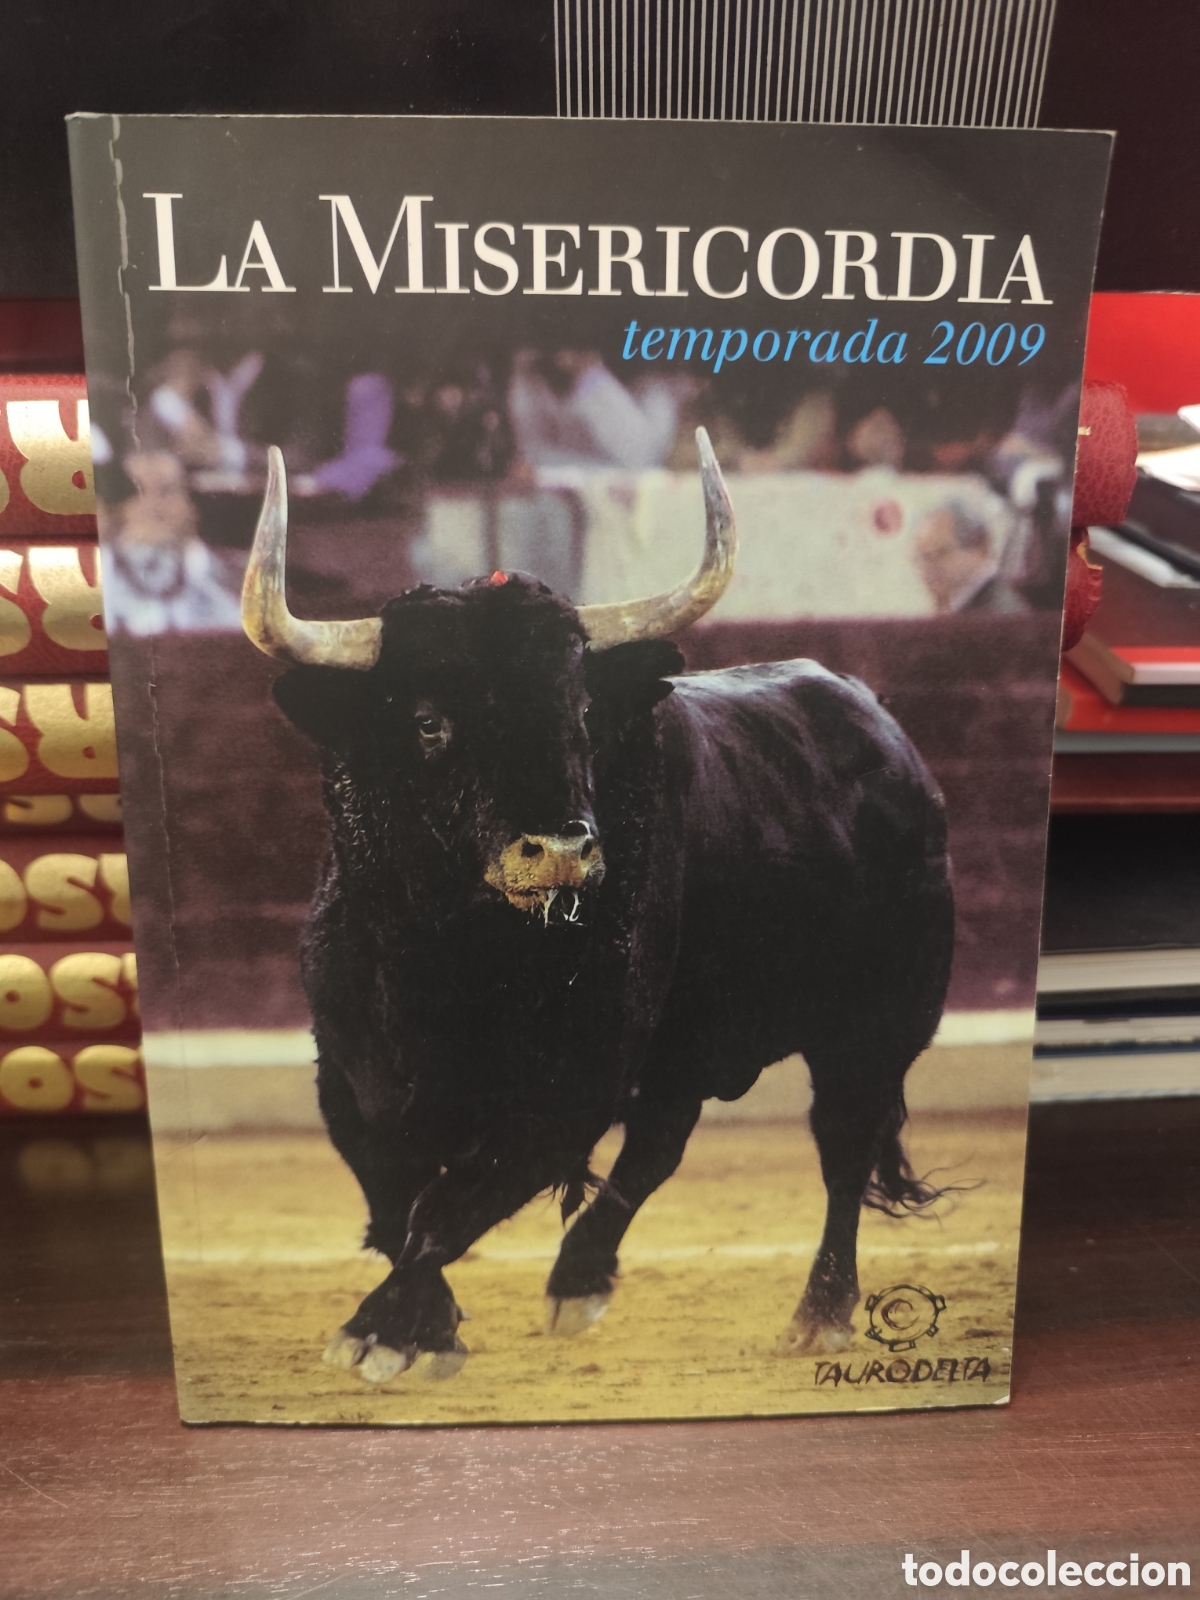 LA MISERICORDIA
temporada 2009
TAURODELTA
todocoleccion